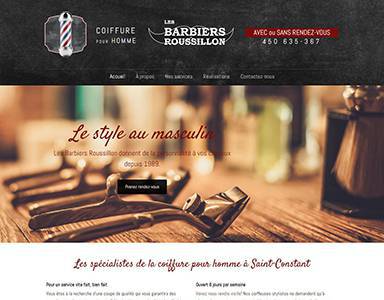 COIFFURE
POUR HOMME
LES
BARBIERS
ROUSSILLON
AVEC ou SANS RENDEZ-VOUS
450 635-367
Accueil À propos Nos services Réalisations Contactez-nous
Le style au masculin
Les Barbiers Roussillon donnent de la personnalité à vos cheveux
depuis 1989.
Prenez rendez-vous
Les spécialistes de la coiffure pour homme à Saint-Constant
Pour un service vite fait, bien fait
Ouvert 6 jours par semaine
Vous êtes à la recherche d'une coupe de qualité qui vous garantira des
Venez nous rendre visite! Nos coiffeuses stylistes ne demandent qu'à